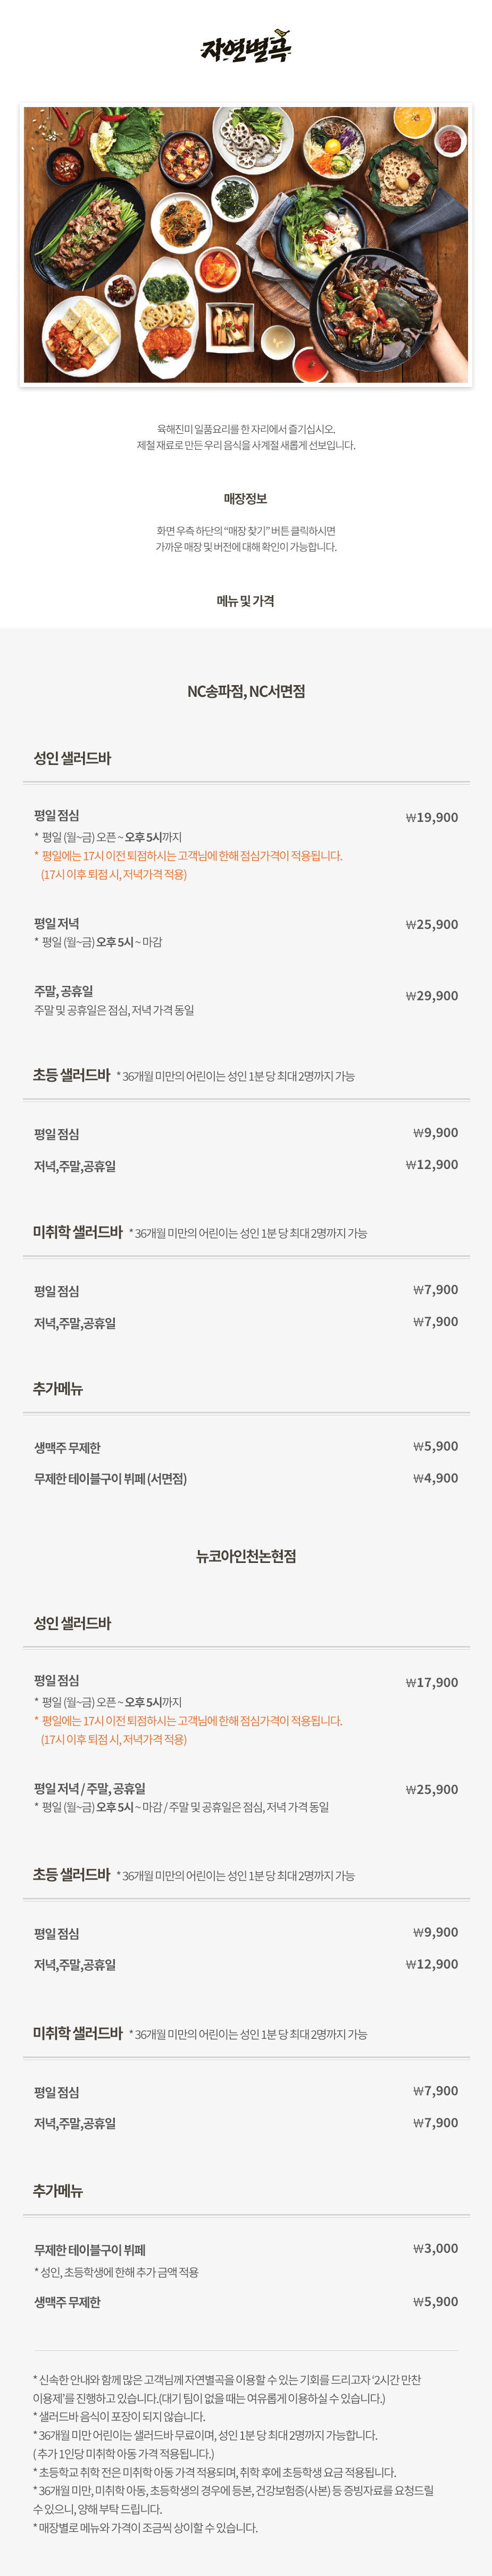 자연별곡
육해진미 일품요리를 한 자리에서 즐기십시오.
제철 재료로 만든 우리 음식을 사계절 새롭게 선보입니다.
매장정보
화면 우측 하단의 “매장 찾기” 버튼 클릭하시면
가까운 매장 및 버전에 대해 확인이 가능합니다.
메뉴 및 가격
NC송파점, NC서면점
성인 샐러드바
평일 점심 ₩19,900
* 평일 (월~금) 오픈 ~ 오후 5시까지
* 평일에는 17시 이전 퇴점하시는 고객님에 한해 점심가격이 적용됩니다.
(17시 이후 퇴점 시, 저녁가격 적용)
평일 저녁 ₩25,900
* 평일 (월~금) 오후 5시 ~ 마감
주말, 공휴일 ₩29,900
주말 및 공휴일은 점심, 저녁 가격 동일
초등 샐러드바 * 36개월 미만의 어린이는 성인 1분 당 최대 2명까지 가능
평일 점심 ₩9,900
저녁,주말,공휴일 ₩12,900
미취학 샐러드바 * 36개월 미만의 어린이는 성인 1분 당 최대 2명까지 가능
평일 점심 ₩7,900
저녁,주말,공휴일 ₩7,900
추가메뉴
생맥주 무제한 ₩5,900
무제한 테이블구이 뷔페 (서면점) ₩4,900
뉴코아인천논현점
성인 샐러드바
평일 점심 ₩17,900
* 평일 (월~금) 오픈 ~ 오후 5시까지
* 평일에는 17시 이전 퇴점하시는 고객님에 한해 점심가격이 적용됩니다.
(17시 이후 퇴점 시, 저녁가격 적용)
평일 저녁 / 주말, 공휴일 ₩25,900
* 평일 (월~금) 오후 5시 ~ 마감 / 주말 및 공휴일은 점심, 저녁 가격 동일
초등 샐러드바 * 36개월 미만의 어린이는 성인 1분 당 최대 2명까지 가능
평일 점심 ₩9,900
저녁,주말,공휴일 ₩12,900
미취학 샐러드바 * 36개월 미만의 어린이는 성인 1분 당 최대 2명까지 가능
평일 점심 ₩7,900
저녁,주말,공휴일 ₩7,900
추가메뉴
무제한 테이블구이 뷔페 ₩3,000
* 성인, 초등학생에 한해 추가 금액 적용
생맥주 무제한 ₩5,900
* 신속한 안내와 함께 많은 고객님께 자연별곡을 이용할 수 있는 기회를 드리고자 ‘2시간 만찬
이용제’를 진행하고 있습니다.(대기 팀이 없을 때는 여유롭게 이용하실 수 있습니다.)
* 샐러드바 음식이 포장이 되지 않습니다.
* 36개월 미만 어린이는 샐러드바 무료이며, 성인 1분 당 최대 2명까지 가능합니다.
( 추가 1인당 미취학 아동 가격 적용됩니다.)
* 초등학교 취학 전은 미취학 아동 가격 적용되며, 취학 후에 초등학생 요금 적용됩니다.
* 36개월 미만, 미취학 아동, 초등학생의 경우에 등본, 건강보험증(사본) 등 증빙자료를 요청드릴
수 있으니, 양해 부탁 드립니다.
* 매장별로 메뉴와 가격이 조금씩 상이할 수 있습니다.